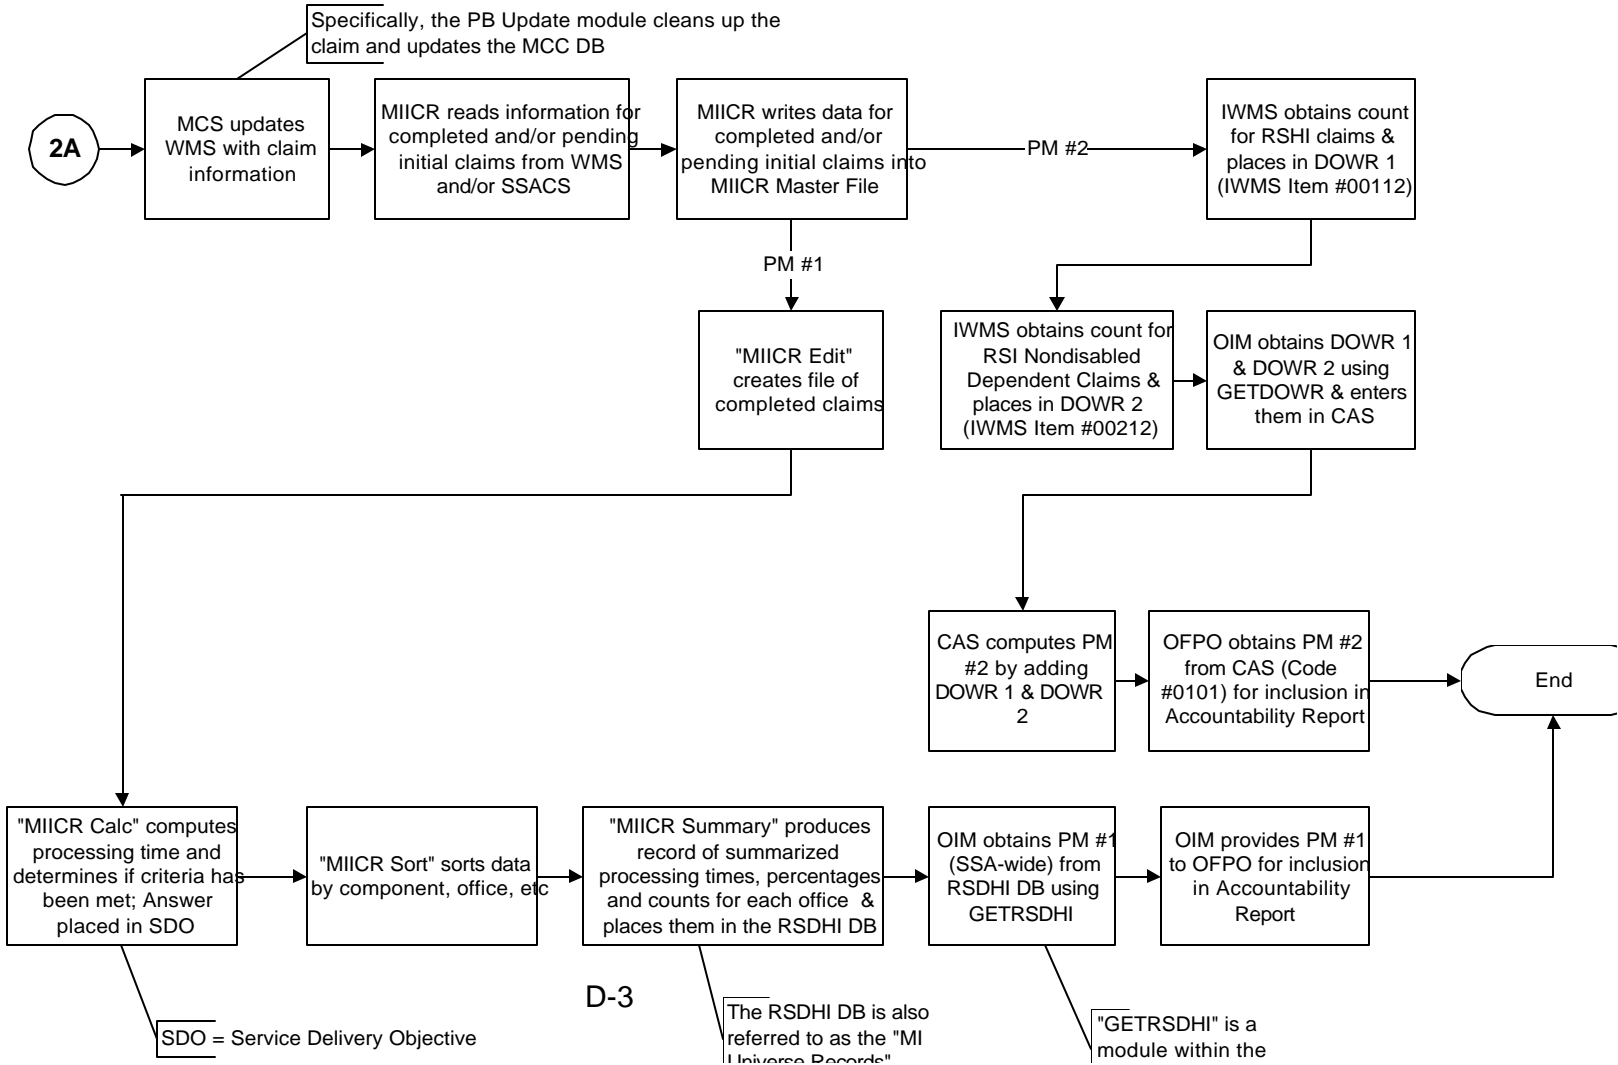 Specifically, the PB Update module cleans up the
claim and updates the MCC DB
2A
MCS updates
WMS with claim
information
MIICR reads information for
completed and/or pending
initial claims from WMS
and/or SSACS
MIICR writes data for
completed and/or
pending initial claims into
MIICR Master File
PM #2
IWMS obtains count
for RSHI claims &
places in DOWR 1
(IWMS Item #00112)
PM #1
"MIICR Edit"
creates file of
completed claims
IWMS obtains count for
RSI Nondisabled
Dependent Claims &
places in DOWR 2
(IWMS Item #00212)
OIM obtains DOWR 1
& DOWR 2 using
GETDOWR & enters
them in CAS
CAS computes PM
#2 by adding
DOWR 1 & DOWR
2
OFPO obtains PM #2
from CAS (Code
#0101) for inclusion in
Accountability Report
End
"MIICR Calc" computes
processing time and
determines if criteria has
been met; Answer
placed in SDO
"MIICR Sort" sorts data
by component, office, etc
"MIICR Summary" produces
record of summarized
processing times, percentages
and counts for each office &
places them in the RSDHI DB
OIM obtains PM #1
(SSA-wide) from
RSDHI DB using
GETRSDHI
OIM provides PM #1
to OFPO for inclusion
in Accountability
Report
SDO = Service Delivery Objective
D-3
The RSDHI DB is also
referred to as the "MI
Universe Records"
"GETRSDHI" is a
module within the